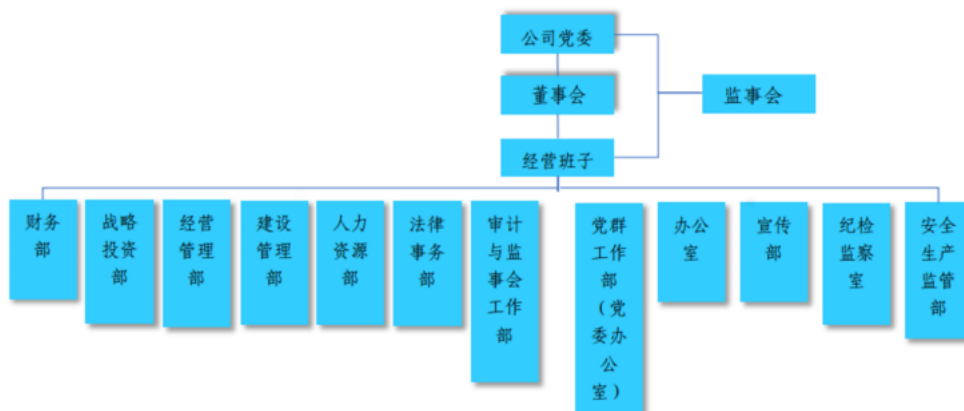 公司党委
董事会
监事会
经营班子
财务
部
战略
投资
部
经营
管理
部
建设
管理
部
人力
资源
部
法律
事务
部
审计
与监
事会
工作
部
党群
工作
部
（党
委办
公
室）
办公
室
宣传
部
纪检
监察
室
安全
生产
监管
部